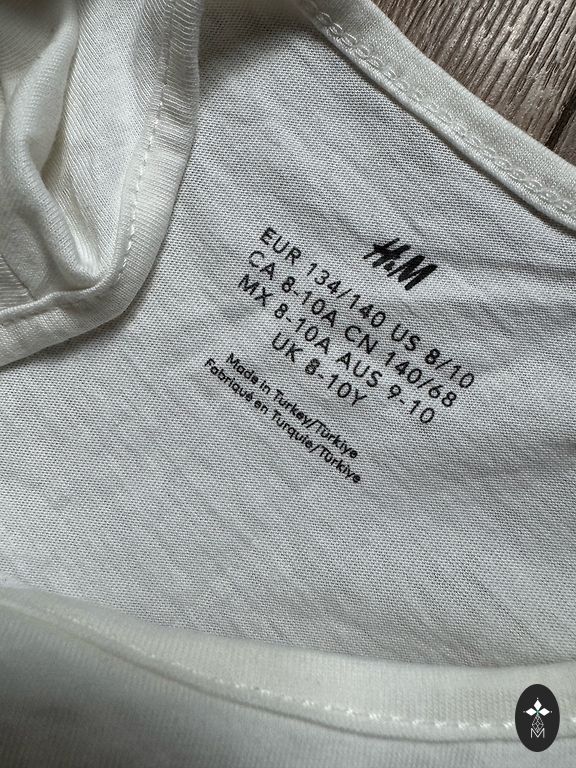 H&M
EUR 134/140 US 8/10
CA 8-10A CN 140/68
MX 8-10A AUS 9-10
UK 8-10Y
Made in Turkey/Türkiye
Fabriqué en Turquie/Türkiye
M